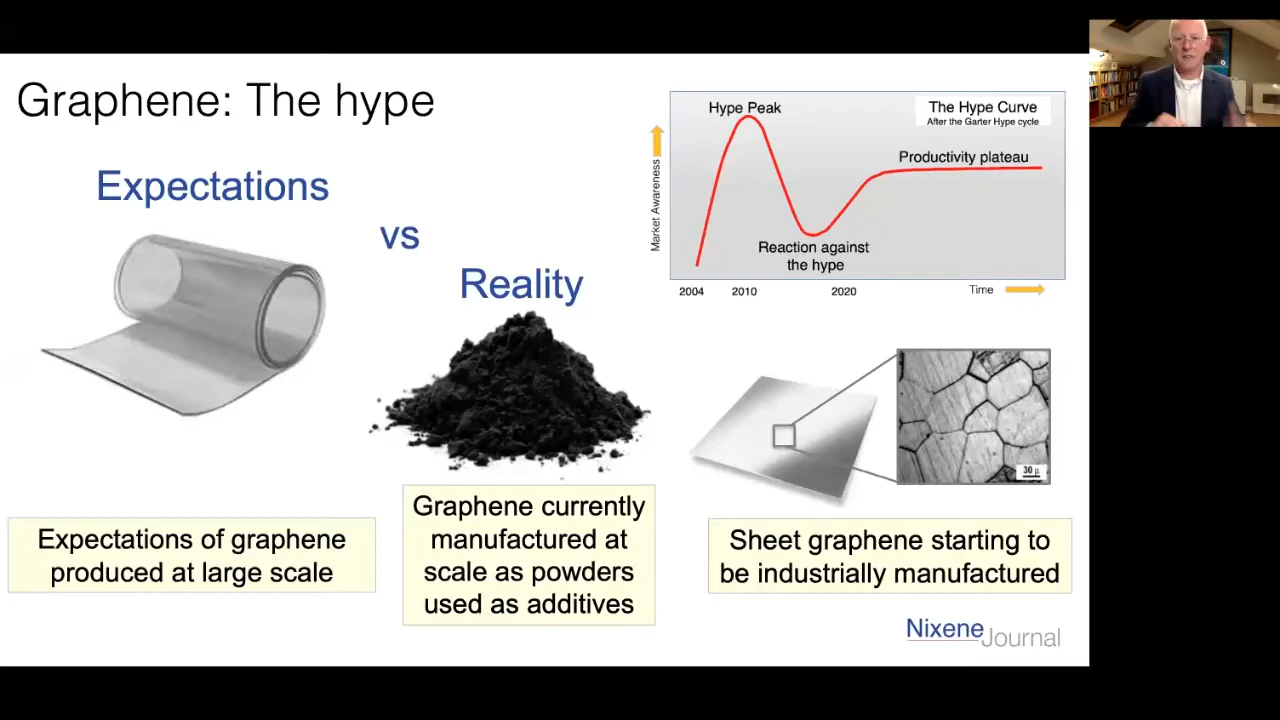 Graphene: The hype
Expectations
vs
Reality
Hype Peak
The Hype Curve
After the Garter Hype cycle
Productivity plateau
Market Awareness
Reaction against
the hype
2004
2010
2020
Time
30 µ
Expectations of graphene
produced at large scale
Graphene currently
manufactured at
scale as powders
used as additives
Sheet graphene starting to
be industrially manufactured
Nixene Journal